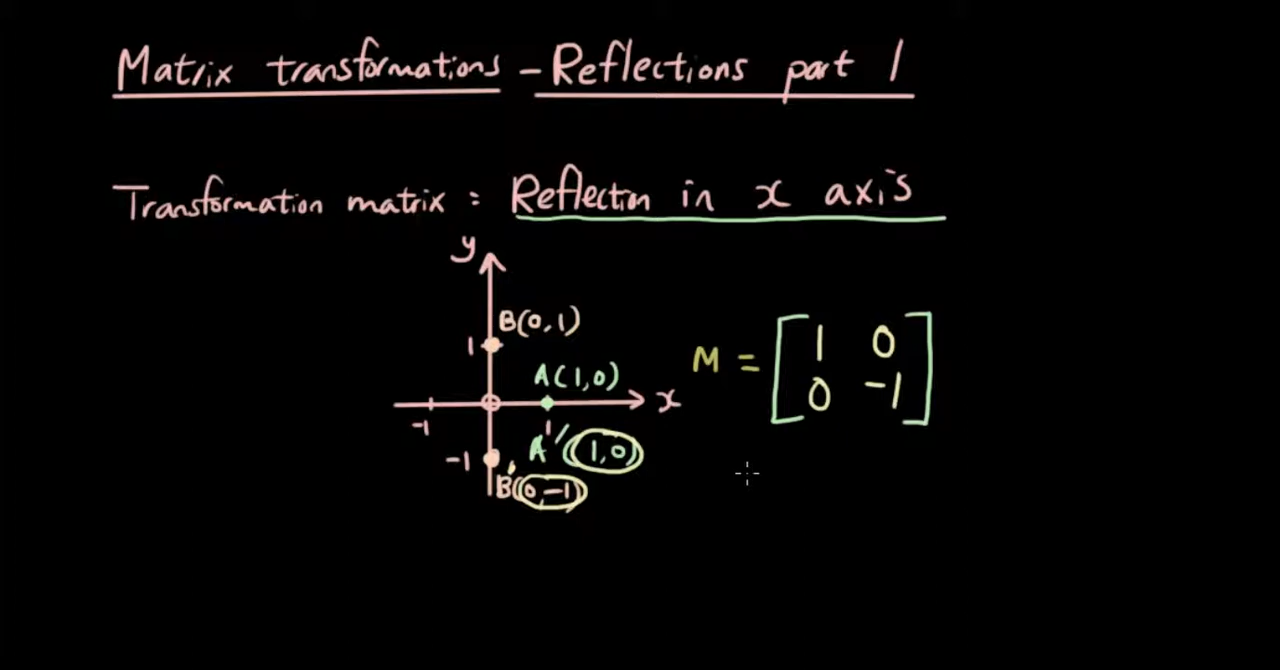 Matrix transformations - Reflections part 1
Transformation matrix = Reflection in x axis
y
B(0,1)
1
A(1,0)
x
-1
1
A'(1,0)
-1
B'(0,-1)
M = [1 0
0 -1]